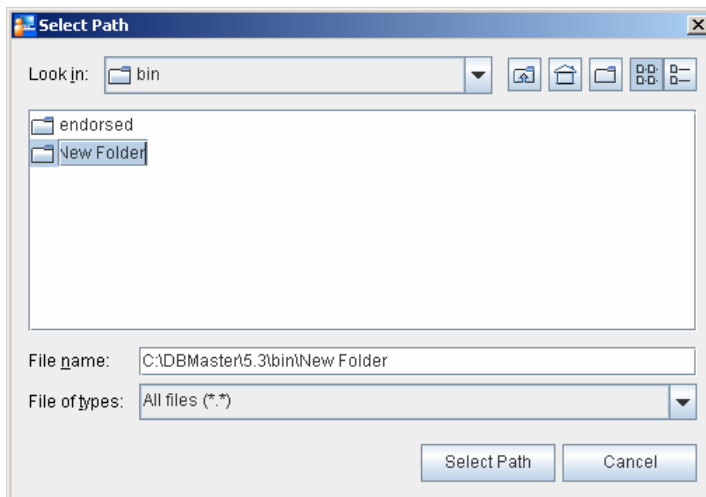 Select Path
Look in: bin
endorsed
New Folder
File name: C:\DBMaster\5.3\bin\New Folder
File of types: All files (*.*)
Select Path Cancel